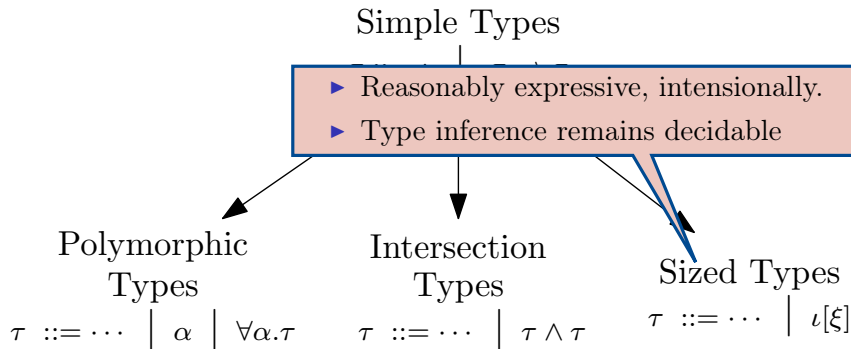 Simple Types
► Reasonably expressive, intensionally.
► Type inference remains decidable
Polymorphic
Types
τ ::= ⋯ | α | ∀α.τ
Intersection
Types
τ ::= ⋯ | τ ∧ τ
Sized Types
τ ::= ⋯ | ι[ξ]